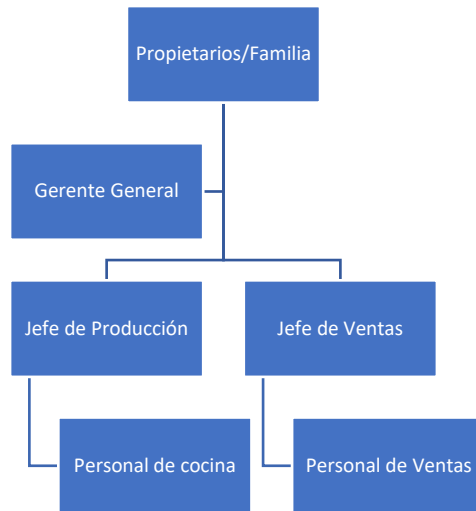 Propietarios/Familia
Gerente General
Jefe de Producción
Jefe de Ventas
Personal de cocina
Personal de Ventas